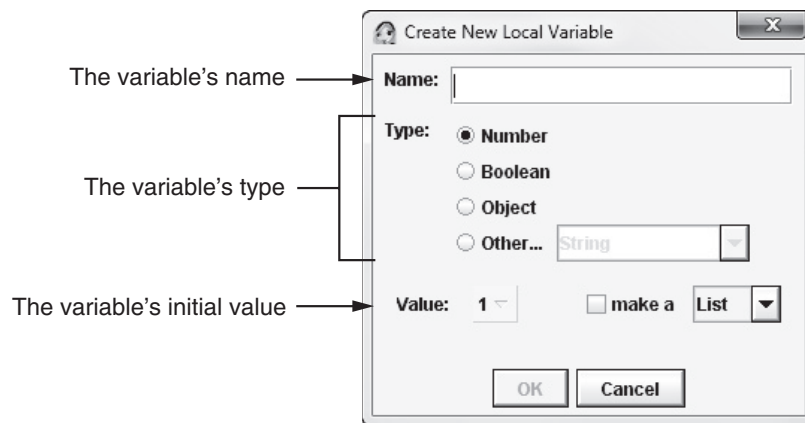 Create New Local Variable
X
The variable’s name
Name:
Type:
Number
Boolean
The variable’s type
Object
Other... String
The variable’s initial value
Value: 1 make a List
OK Cancel